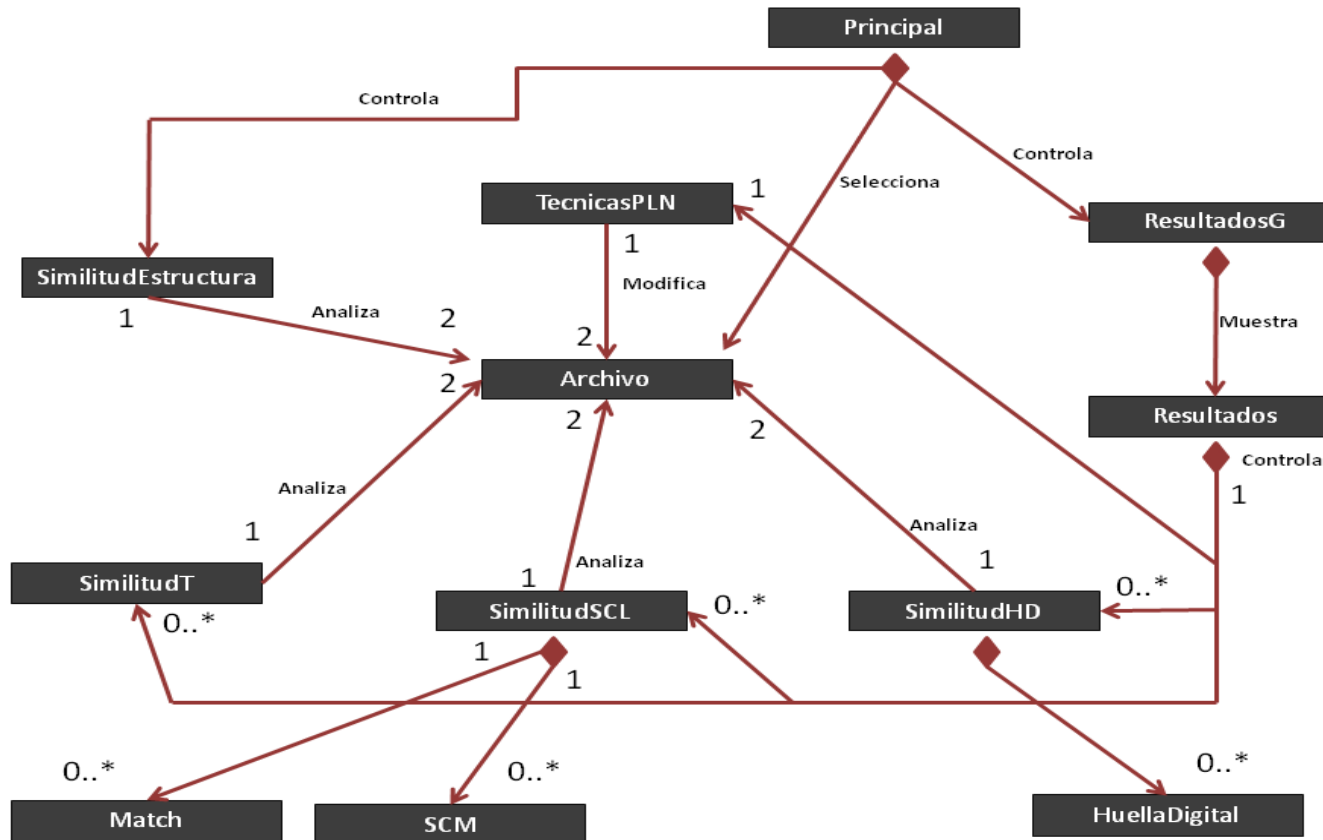 Principal
Controla
Controla
Selecciona
TecnicasPLN
1
1
ResultadosG
SimilitudEstructura
Modifica
1
Analiza
2
2
Muestra
Archivo
2
2
2
Resultados
Controla
1
Analiza
1
Analiza
1
Analiza
1
SimilitudT
0..*
SimilitudSCL
0..*
SimilitudHD
0..*
1
1
0..*
0..*
0..*
Match
SCM
HuellaDigital